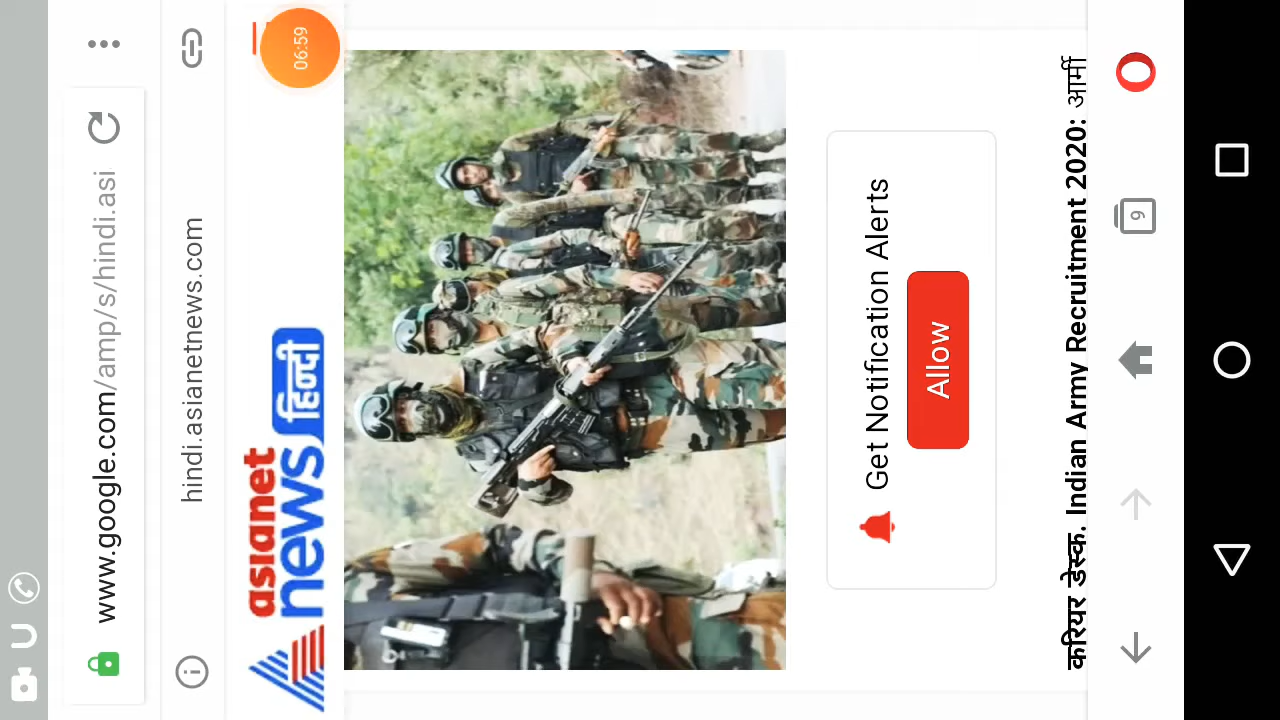 www.google.com/amp/s/hindi.asi
hindi.asianetnews.com
asianet
news हिन्दी
06:59
Get Notification Alerts
Allow
करियर डेस्क. Indian Army Recruitment 2020: आर्मी
9